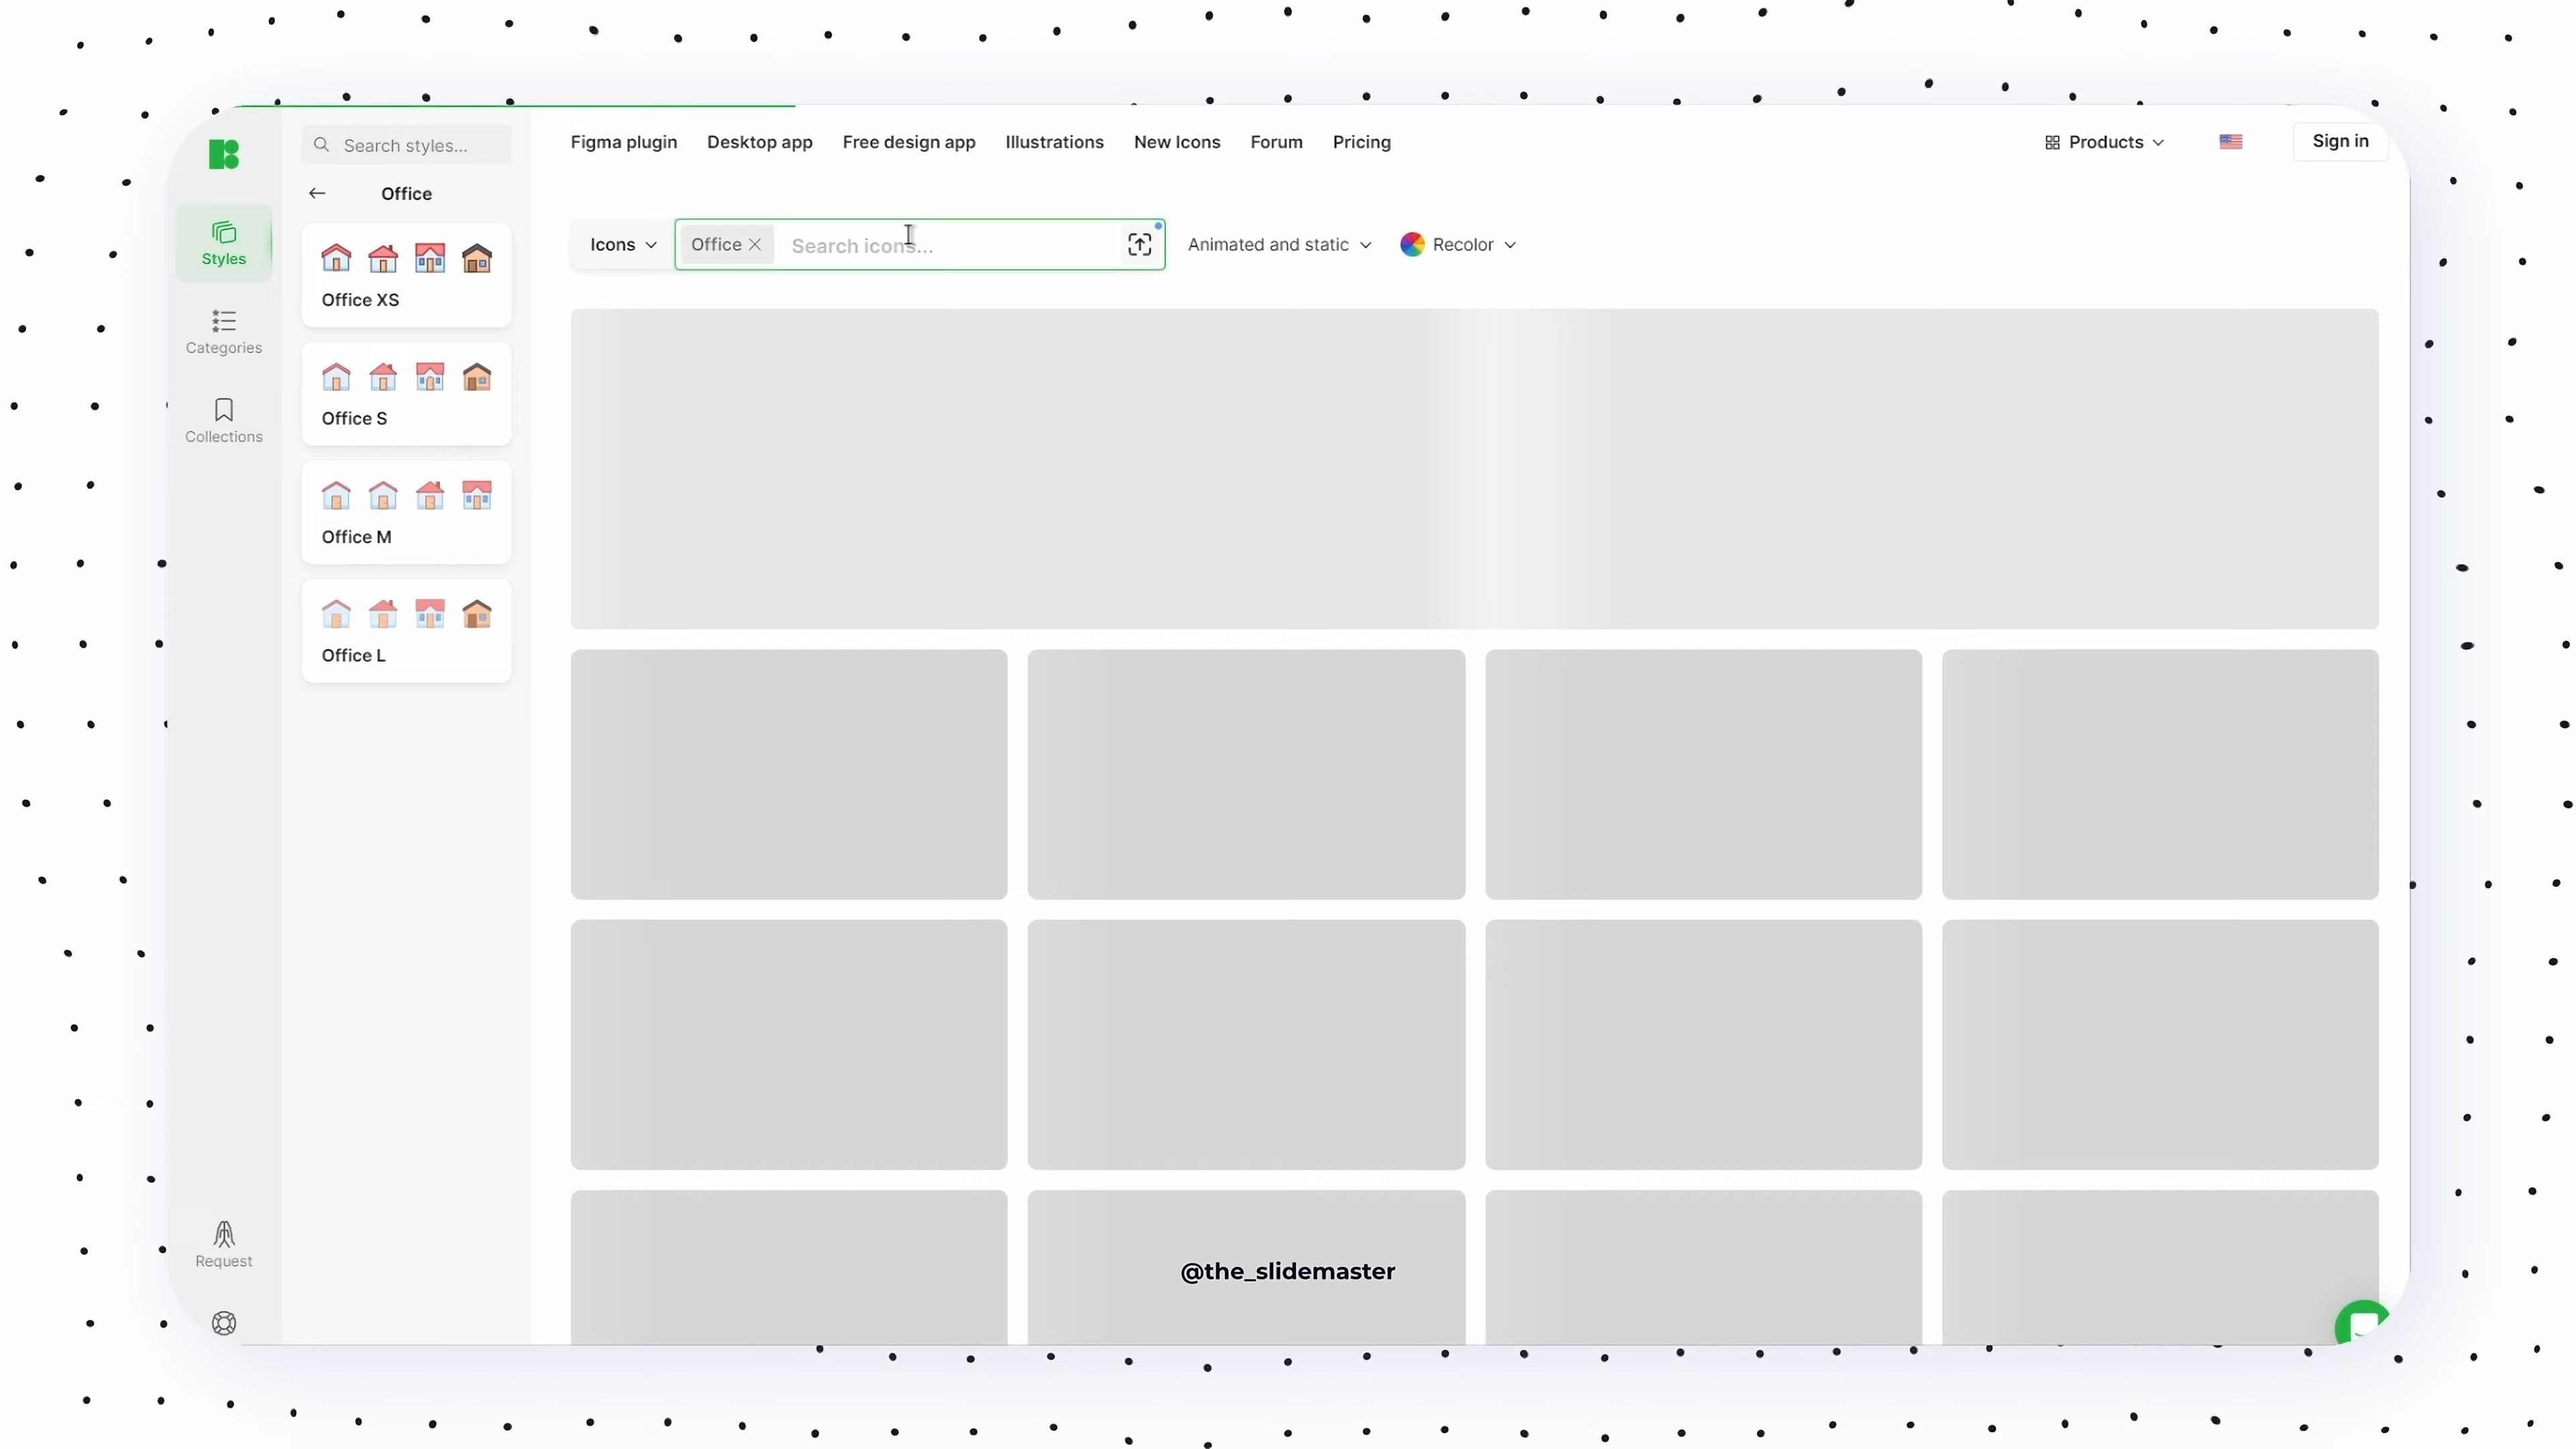 Search styles...
Figma plugin
Desktop app
Free design app
Illustrations
New Icons
Forum
Pricing
Products
Sign in
Office
Styles
Categories
Collections
Office XS
Office S
Office M
Office L
Icons
Office
Search icons...
Animated and static
Recolor
Request
@the_slidemaster